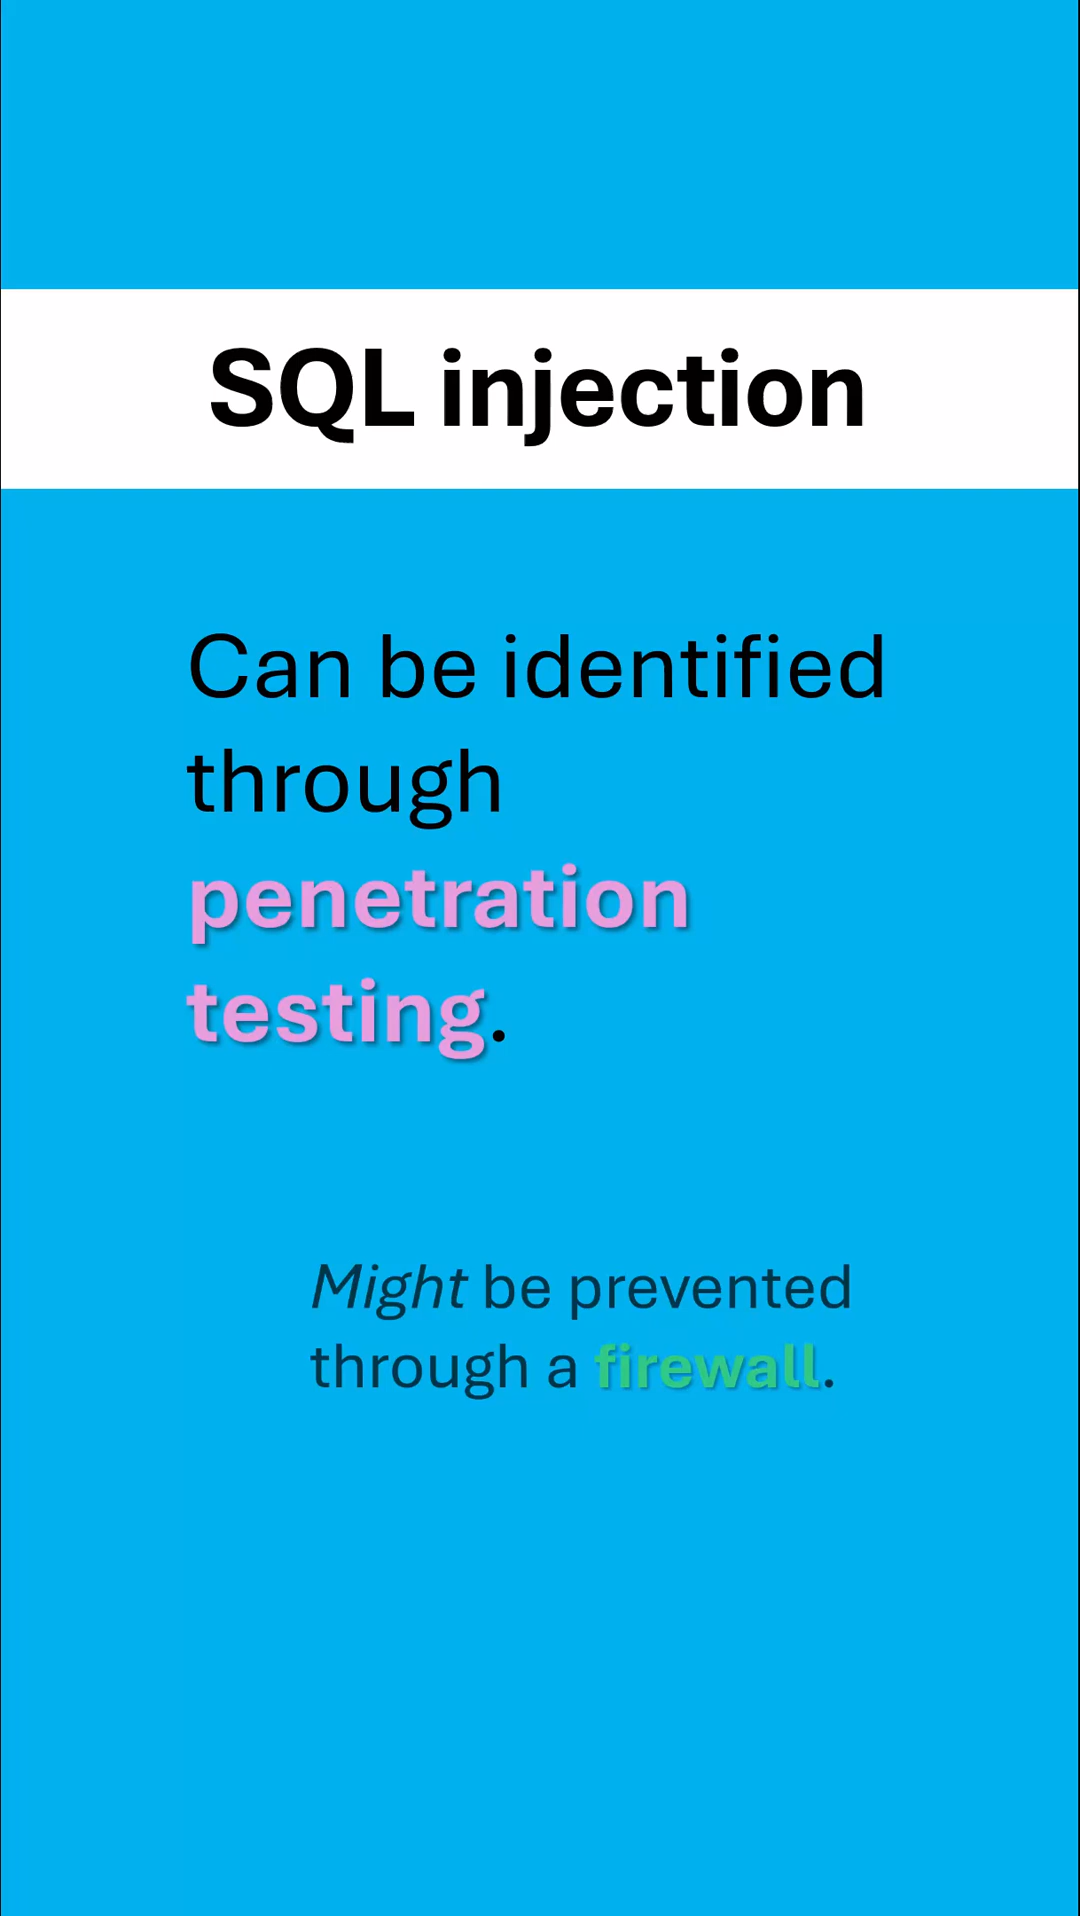 SQL injection
Can be identified
through
penetration
testing.
Might be prevented
through a firewall.